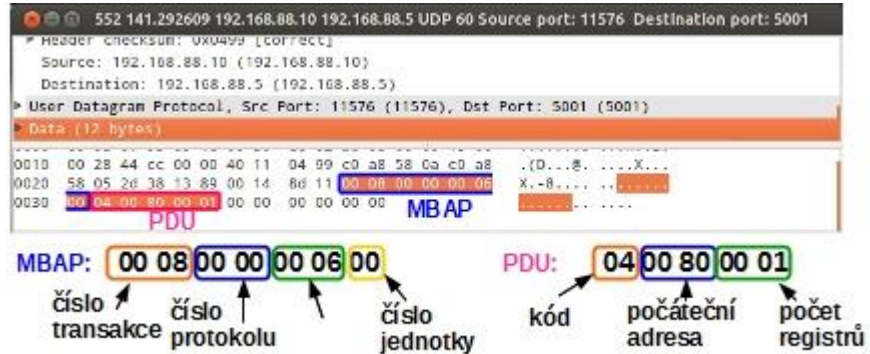 552 141.292609 192.168.88.10 192.168.88.5 UDP 60 Source port: 11576 Destination port: 5001
Header checksum: 0x0499 [correct]
Source: 192.168.88.10 (192.168.88.10)
Destination: 192.168.88.5 (192.168.88.5)
User Datagram Protocol, Src Port: 11576 (11576), Dst Port: 5001 (5001)
Data (12 bytes)
0010 00 28 44 cc 00 00 40 11 04 99 c0 a8 58 0a c0 a8 .(D...@. ....X...
0020 58 05 2d 38 13 89 00 14 8d 11 00 08 00 00 00 06 X.-8.... ........
0030 00 04 00 80 00 01 00 00 00 00 00 00 ........ ....
PDU MBAP
MBAP: 00 08 00 00 00 06 00 PDU: 04 00 80 00 01
číslo transakce
číslo protokolu
číslo jednotky
kód
počáteční adresa
počet registrů